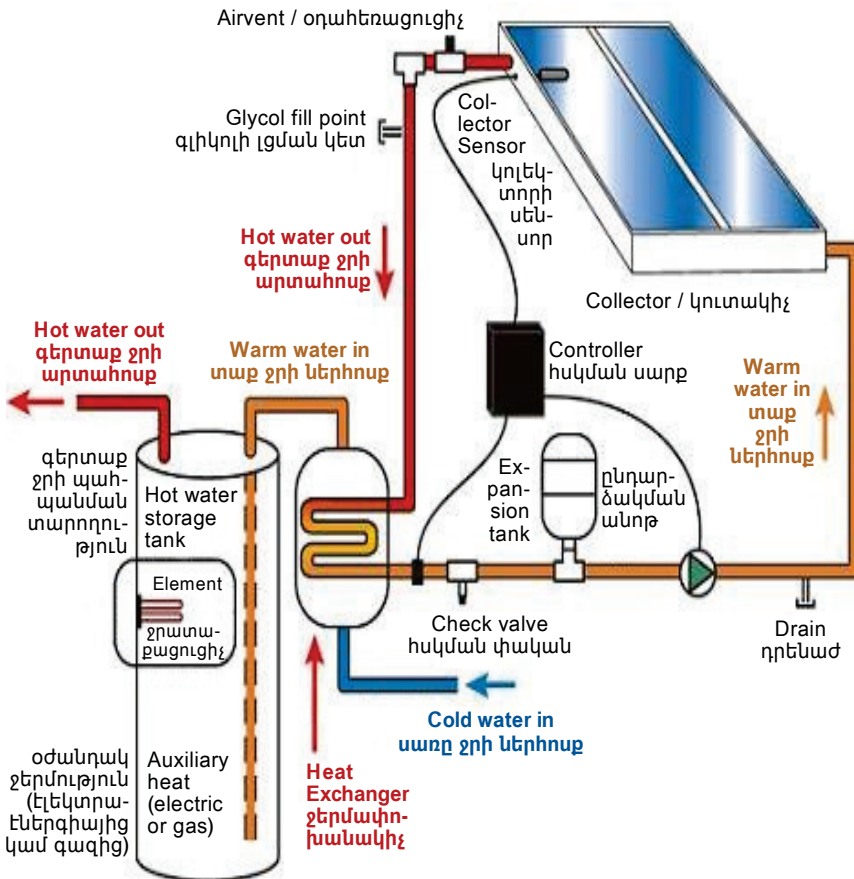 Airvent / օդահեռացուցիչ
Glycol fill point
գլիկոլի լցման կետ
Col-
lector
Sensor
կոլեկ-
տորի
սեն-
սոր
Hot water out
գերտաք ջրի
արտահոսք
Collector / կուտակիչ
Hot water out
գերտաք ջրի
արտահոսք
Warm water in
տաք ջրի ներհոսք
Controller
հսկման սարք
Warm
water in
տաք
ջրի
ներհոսք
գերտաք
ջրի պահ-
պանման
տարողու-
թյուն
Hot water
storage
tank
Ex-
pan-
sion
tank
ընդար-
ձակման
անոթ
Element
ջրատա-
քացուցիչ
Check valve
հսկման փական
Drain
դրենաժ
Cold water in
սառը ջրի ներհոսք
օժանդակ
ջերմություն
(էլեկտրա-
էներգիայից
կամ գազից)
Auxiliary
heat
(electric
or gas)
Heat
Exchanger
ջերմափո-
խանակիչ